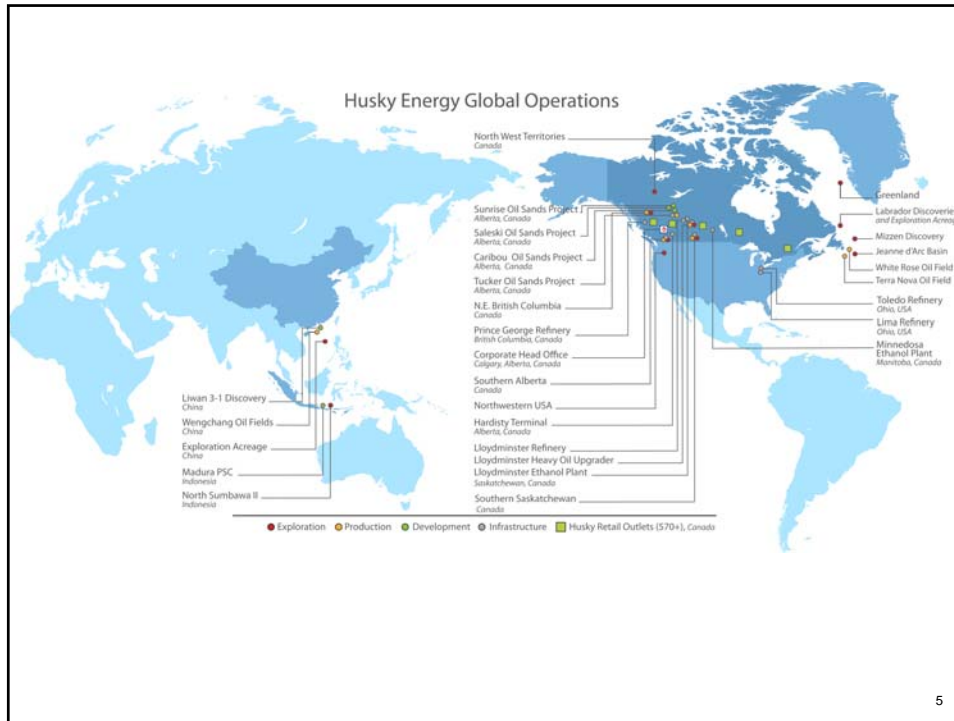 Husky Energy Global Operations
North West Territories
Canada
Sunrise Oil Sands Project
Alberta, Canada
Saleski Oil Sands Project
Alberta, Canada
Caribou Oil Sands Project
Alberta, Canada
Tucker Oil Sands Project
Alberta, Canada
N.E. British Columbia
Canada
Prince George Refinery
British Columbia, Canada
Corporate Head Office
Calgary, Alberta, Canada
Southern Alberta
Canada
Northwestern USA
Hardisty Terminal
Alberta, Canada
Lloydminster Refinery
Lloydminster Heavy Oil Upgrader
Lloydminster Ethanol Plant
Saskatchewan, Canada
Southern Saskatchewan
Canada
Greenland
Labrador Discoveries
and Exploration Acreage
Mizzen Discovery
Jeanne d'Arc Basin
White Rose Oil Field
Terra Nova Oil Field
Toledo Refinery
Ohio, USA
Lima Refinery
Ohio, USA
Minnedosa
Ethanol Plant
Manitoba, Canada
Liwan 3-1 Discovery
China
Wengchang Oil Fields
China
Exploration Acreage
China
Madura PSC
Indonesia
North Sumbawa II
Indonesia
Exploration Production Development Infrastructure Husky Retail Outlets (570+), Canada
5